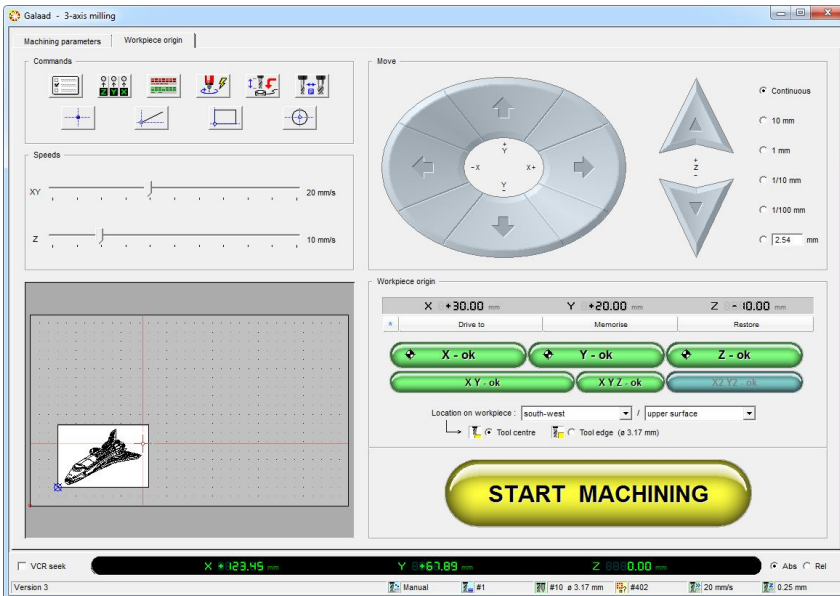 Galaad - 3-axis milling
Machining parameters
Workpiece origin
Commands
Z Y X
Speeds
XY 20 mm/s
Z 10 mm/s
Move
+
Y
-X X+
Y
-
+
Z
-
Continuous
10 mm
1 mm
1/10 mm
1/100 mm
2.54 mm
Workpiece origin
X +30.00 mm Y +20.00 mm Z -10.00 mm
* Drive to Memorise Restore
X - ok Y - ok Z - ok
X Y - ok X Y Z - ok X2 Y2 - ok
Location on workpiece : south-west / upper surface
Tool centre Tool edge (ø 3.17 mm)
START MACHINING
VCR seek X +123.45 mm Y +67.89 mm Z 0.00 mm Abs Rel
Version 3 Manual #1 #10 ø 3.17 mm #402 20 mm/s 0.25 mm